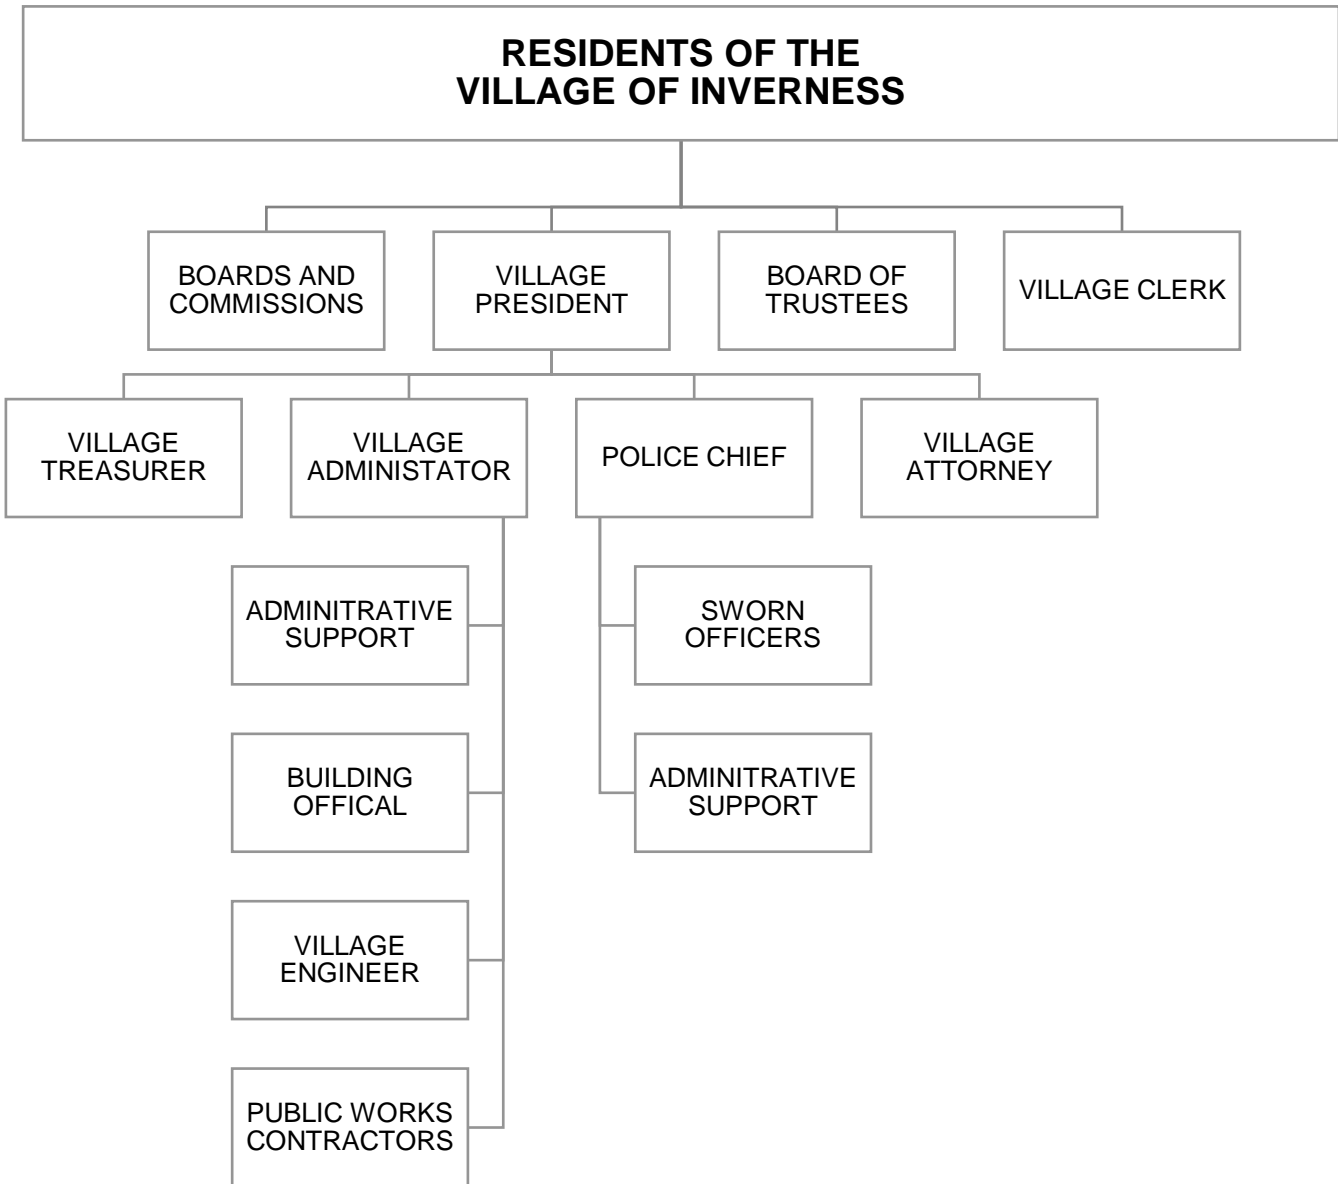 RESIDENTS OF THE
VILLAGE OF INVERNESS
BOARDS AND
COMMISSIONS
VILLAGE
PRESIDENT
BOARD OF
TRUSTEES
VILLAGE CLERK
VILLAGE
TREASURER
VILLAGE
ADMINISTATOR
POLICE CHIEF
VILLAGE
ATTORNEY
ADMINITRATIVE
SUPPORT
SWORN
OFFICERS
BUILDING
OFFICAL
ADMINITRATIVE
SUPPORT
VILLAGE
ENGINEER
PUBLIC WORKS
CONTRACTORS